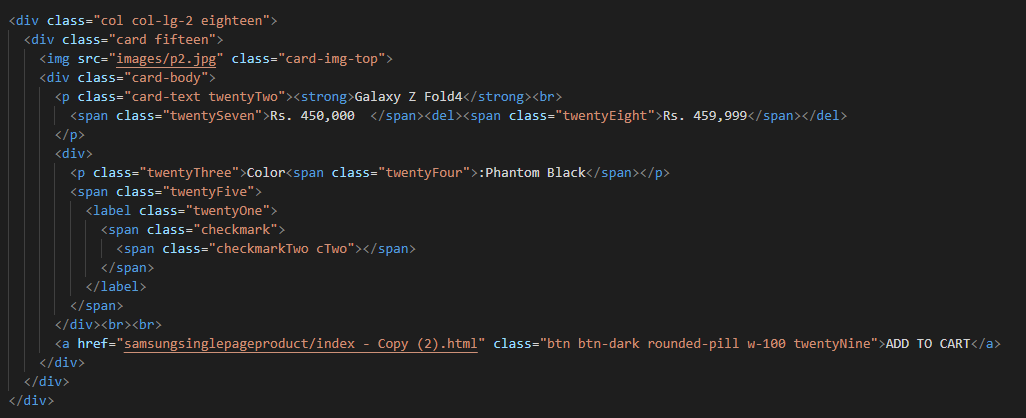 <div class="col col-lg-2 eighteen">
<div class="card fifteen">
<img src="images/p2.jpg" class="card-img-top">
<div class="card-body">
<p class="card-text twentyTwo"><strong>Galaxy Z Fold4</strong><br>
<span class="twentySeven">Rs. 450,000  </span><del><span class="twentyEight">Rs. 459,999</span></del>
</p>
<div>
<p class="twentyThree">Color<span class="twentyFour">:Phantom Black</span></p>
<span class="twentyFive">
<label class="twentyOne">
<span class="checkmark">
<span class="checkmarkTwo cTwo"></span>
</span>
</label>
</span>
</div><br><br>
<a href="samsungsinglepageproduct/index - Copy (2).html" class="btn btn-dark rounded-pill w-100 twentyNine">ADD TO CART</a>
</div>
</div>
</div>